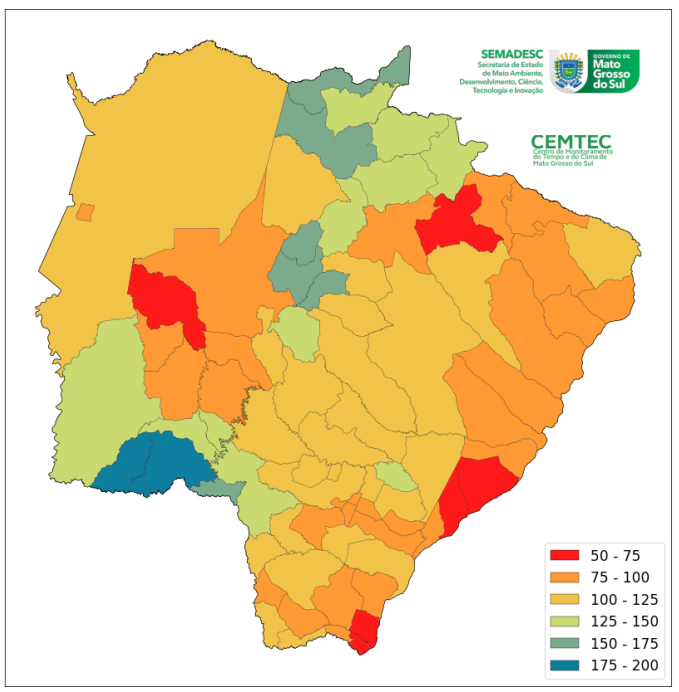 SEMADESC
Secretaria de Estado
de Meio Ambiente,
Desenvolvimento, Ciência,
Tecnologia e Inovação
GOVERNO DE
Mato
Grosso
do Sul
CEMTEC
Centro de Monitoramento
do Tempo e do Clima de
Mato Grosso do Sul
50 - 75
75 - 100
100 - 125
125 - 150
150 - 175
175 - 200